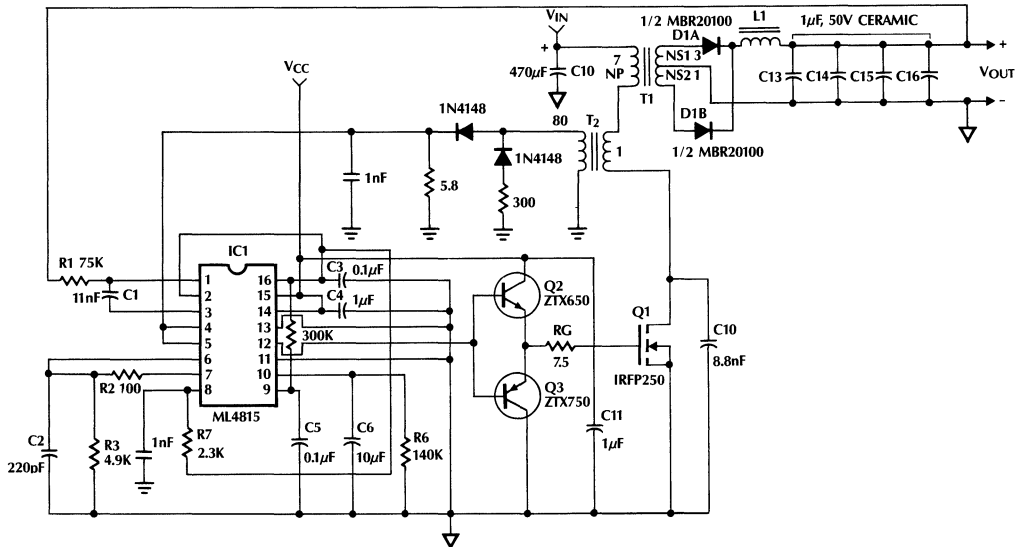 VIN
1/2 MBR20100
D1A
L1
1µF, 50V CERAMIC
+
470µF
C10
7
NP
NS1 3
NS2 1
T1
C13
C14
C15
C16
+
VOUT
–
D1B
1/2 MBR20100
VCC
1N4148
80
T2
1
1N4148
1nF
5.8
300
R1 75K
11nF
C1
IC1
1
2
3
4
5
6
7
8
16
15
14
13
12
11
10
9
ML4815
C3
0.1µF
C4
1µF
300K
Q2
ZTX650
RG
7.5
Q1
IRFP250
C10
8.8nF
Q3
ZTX750
C11
1µF
R2 100
C2
220pF
R3
4.9K
1nF
R7
2.3K
C5
0.1µF
C6
10µF
R6
140K